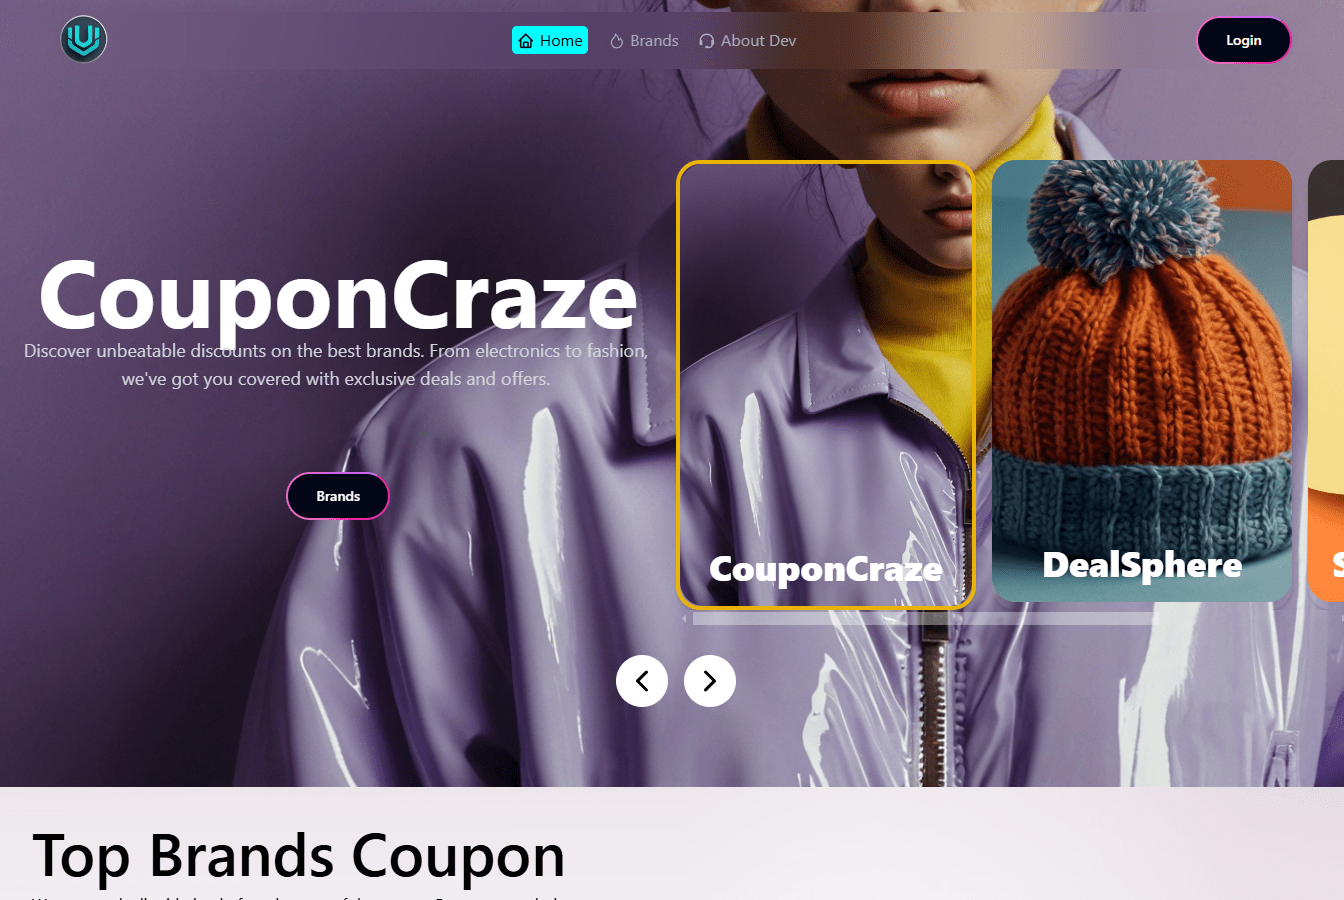 Home
Brands
About Dev
Login
CouponCraze
Discover unbeatable discounts on the best brands. From electronics to fashion,
we've got you covered with exclusive deals and offers.
Brands
CouponCraze
DealSphere
S
Top Brands Coupon